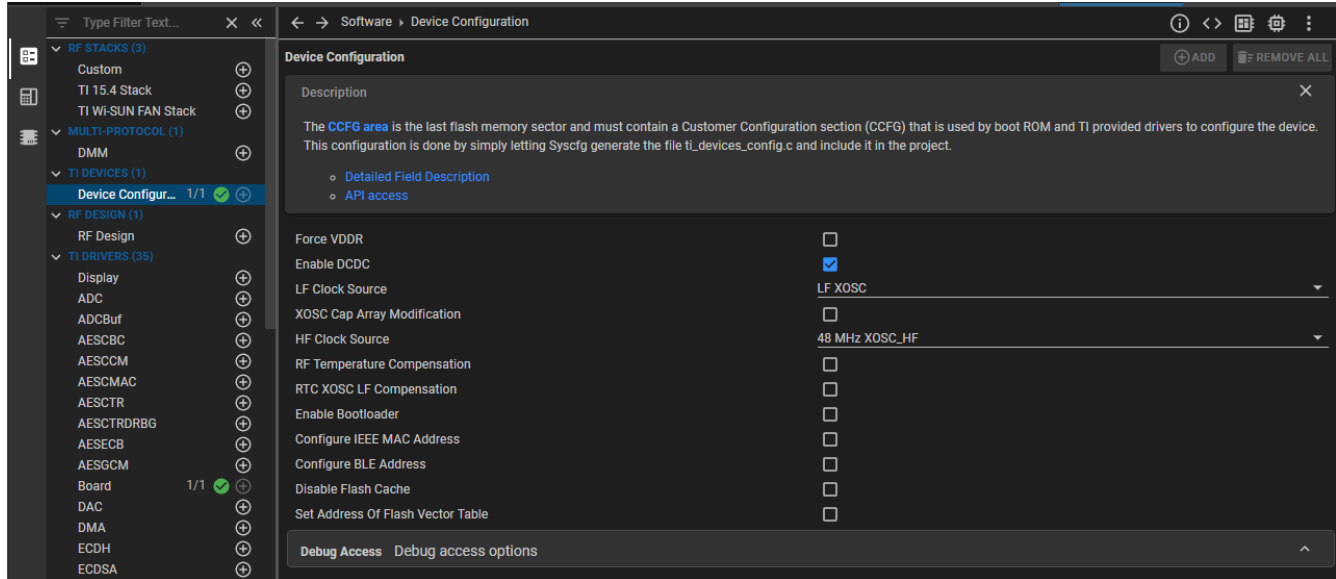 Type Filter Text...
RF STACKS (3)
Custom
TI 15.4 Stack
TI Wi-SUN FAN Stack
MULTI-PROTOCOL (1)
DMM
TI DEVICES (1)
Device Configur... 1/1
RF DESIGN (1)
RF Design
TI DRIVERS (35)
Display
ADC
ADCBuf
AESCBC
AESCCM
AESCMAC
AESCTR
AESCTRDRBG
AESECB
AESGCM
Board 1/1
DAC
DMA
ECDH
ECDSA
Software Device Configuration
Device Configuration ADD REMOVE ALL
Description
The CCFG area is the last flash memory sector and must contain a Customer Configuration section (CCFG) that is used by boot ROM and TI provided drivers to configure the device.
This configuration is done by simply letting Syscfg generate the file ti_devices_config.c and include it in the project.
Detailed Field Description
API access
Force VDDR
Enable DCDC
LF Clock Source LF XOSC
XOSC Cap Array Modification
HF Clock Source 48 MHz XOSC_HF
RF Temperature Compensation
RTC XOSC LF Compensation
Enable Bootloader
Configure IEEE MAC Address
Configure BLE Address
Disable Flash Cache
Set Address Of Flash Vector Table
Debug Access Debug access options